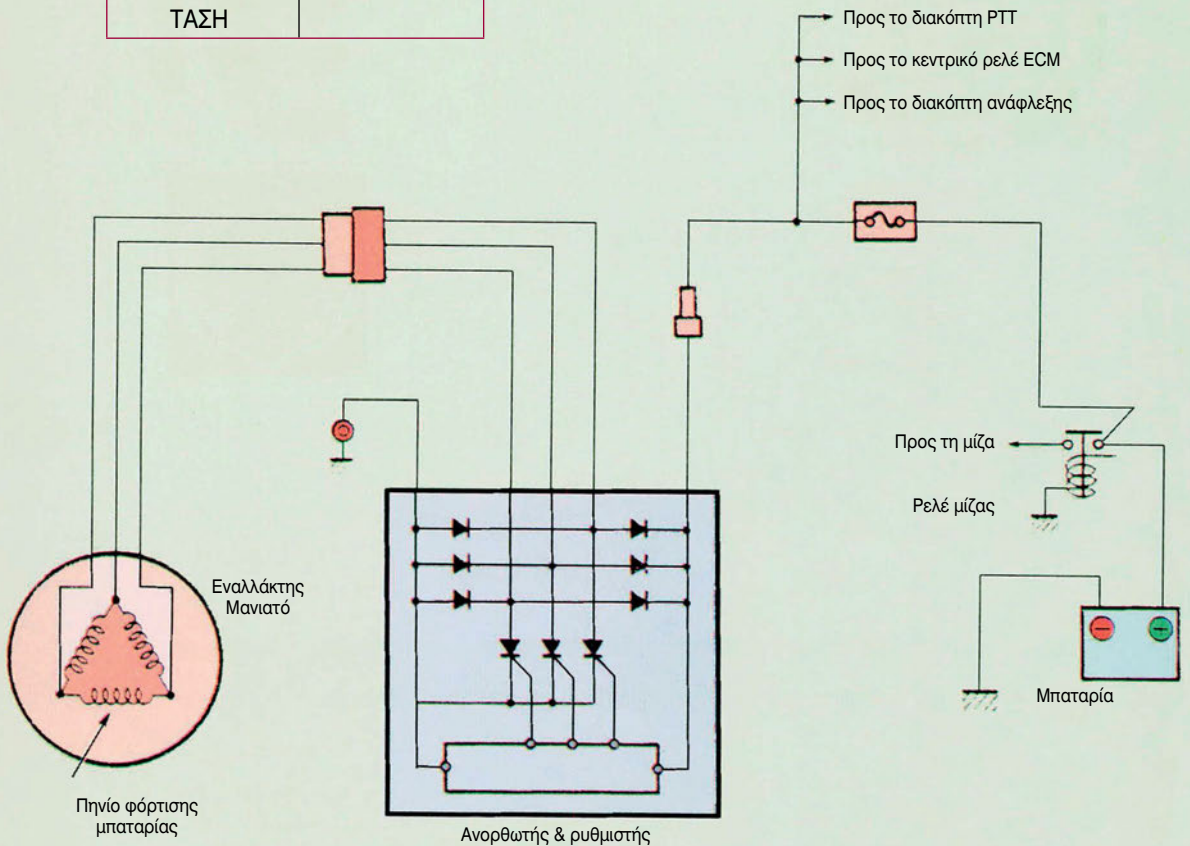 ΤΑΣΗ
Προς το διακόπτη PTT
Προς το κεντρικό ρελέ ECM
Προς το διακόπτη ανάφλεξης
Προς τη μίζα
Ρελέ μίζας
Εναλλάκτης
Μανιατό
Μπαταρία
Πηνίο φόρτισης
μπαταρίας
Ανορθωτής & ρυθμιστής